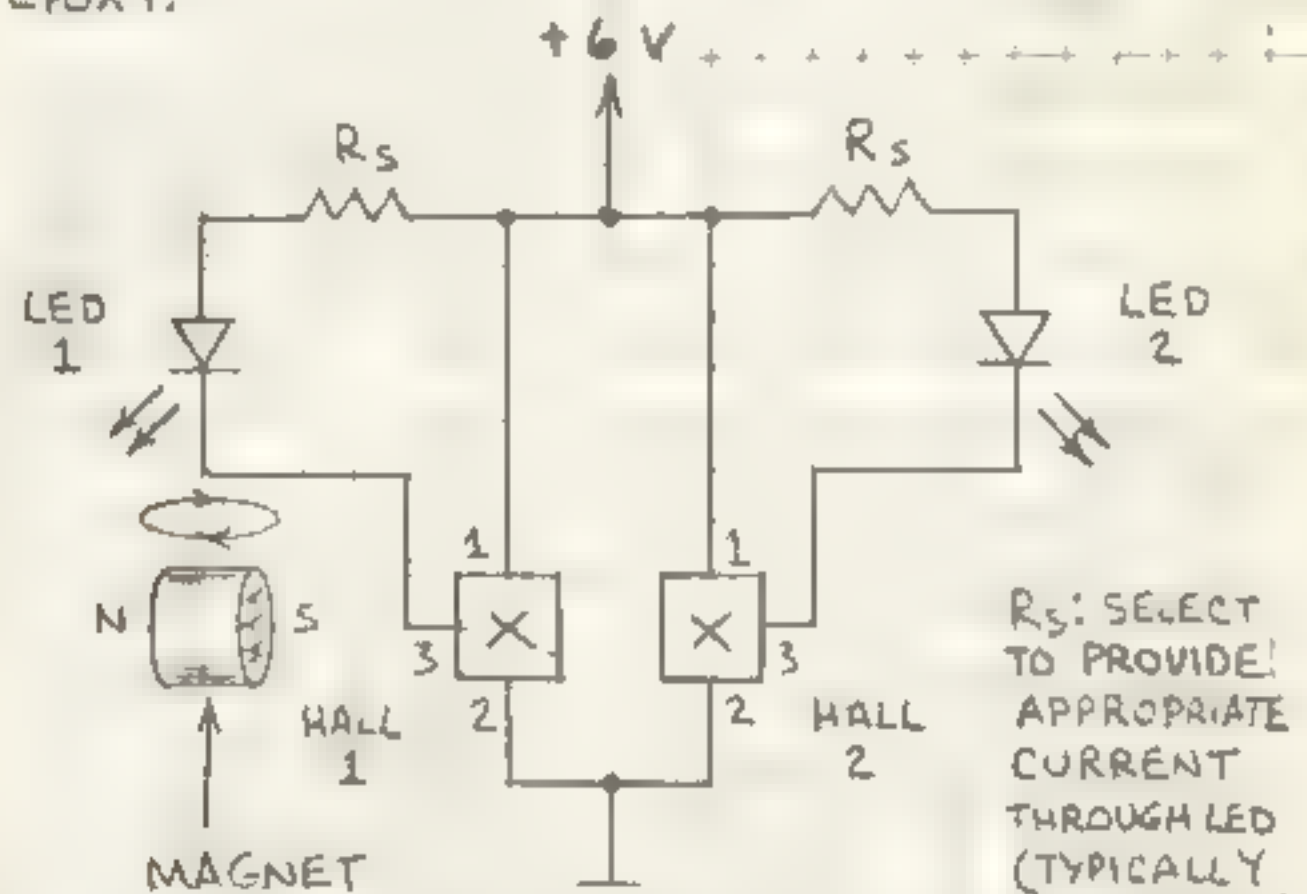 +6 V
Rs
Rs
LED
1
LED
2
1
1
N
S
3
3
2
2
HALL
1
HALL
2
MAGNET
Rs: SELECT
TO PROVIDE
APPROPRIATE
CURRENT
THROUGH LED
(TYPICALLY